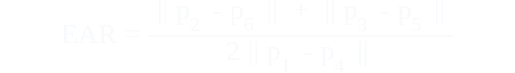 EAR = || p2 - p6 || + || p3 - p5 || / 2 || p1 - p4 ||